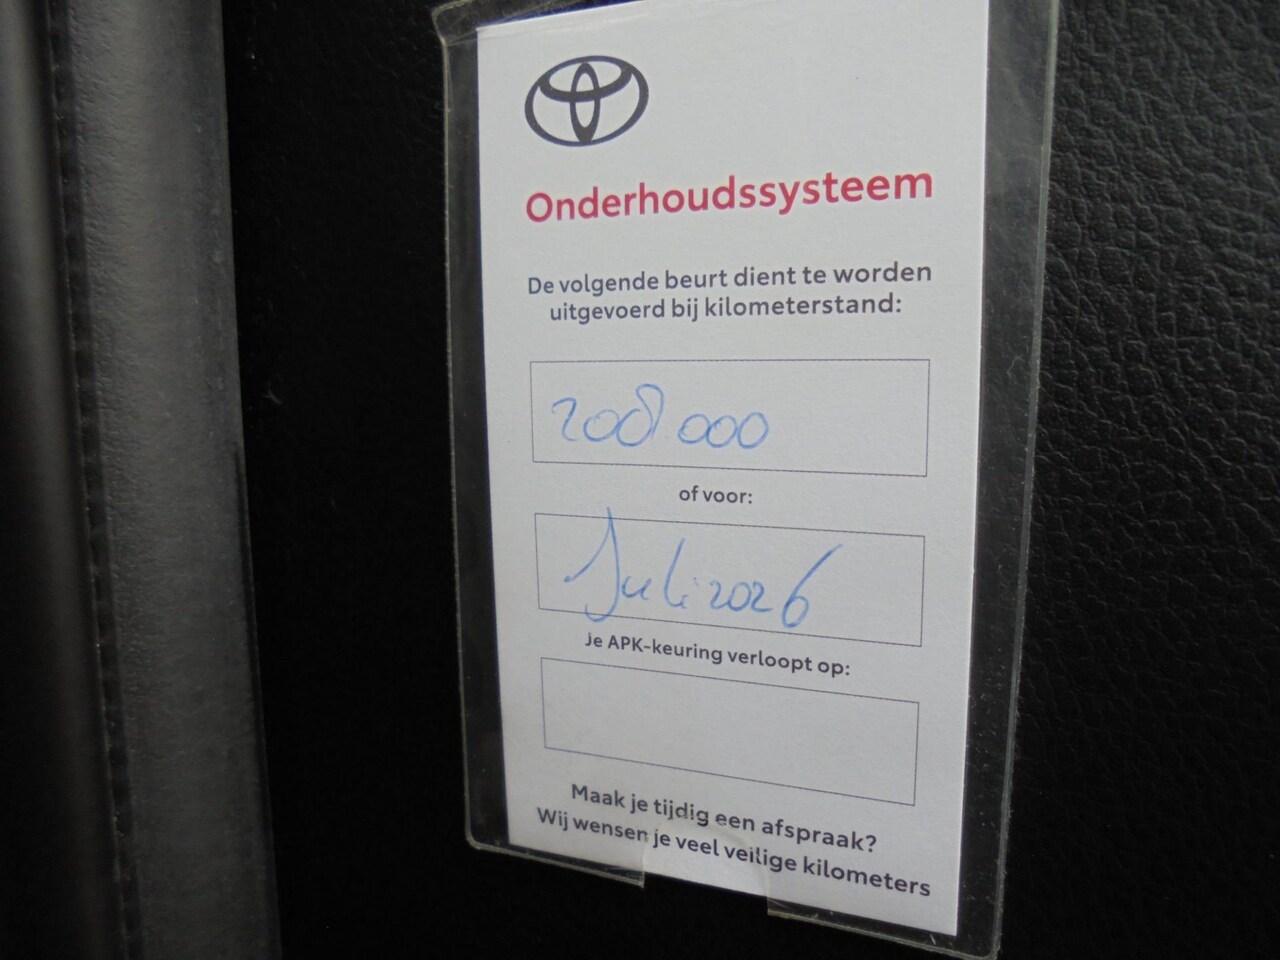 Onderhoudssysteem
De volgende beurt dient te worden
uitgevoerd bij kilometerstand:
208 000
of voor:
Juli 2026
Je APK-keuring verloopt op:
Maak je tijdig een afspraak?
Wij wensen je veel veilige kilometers